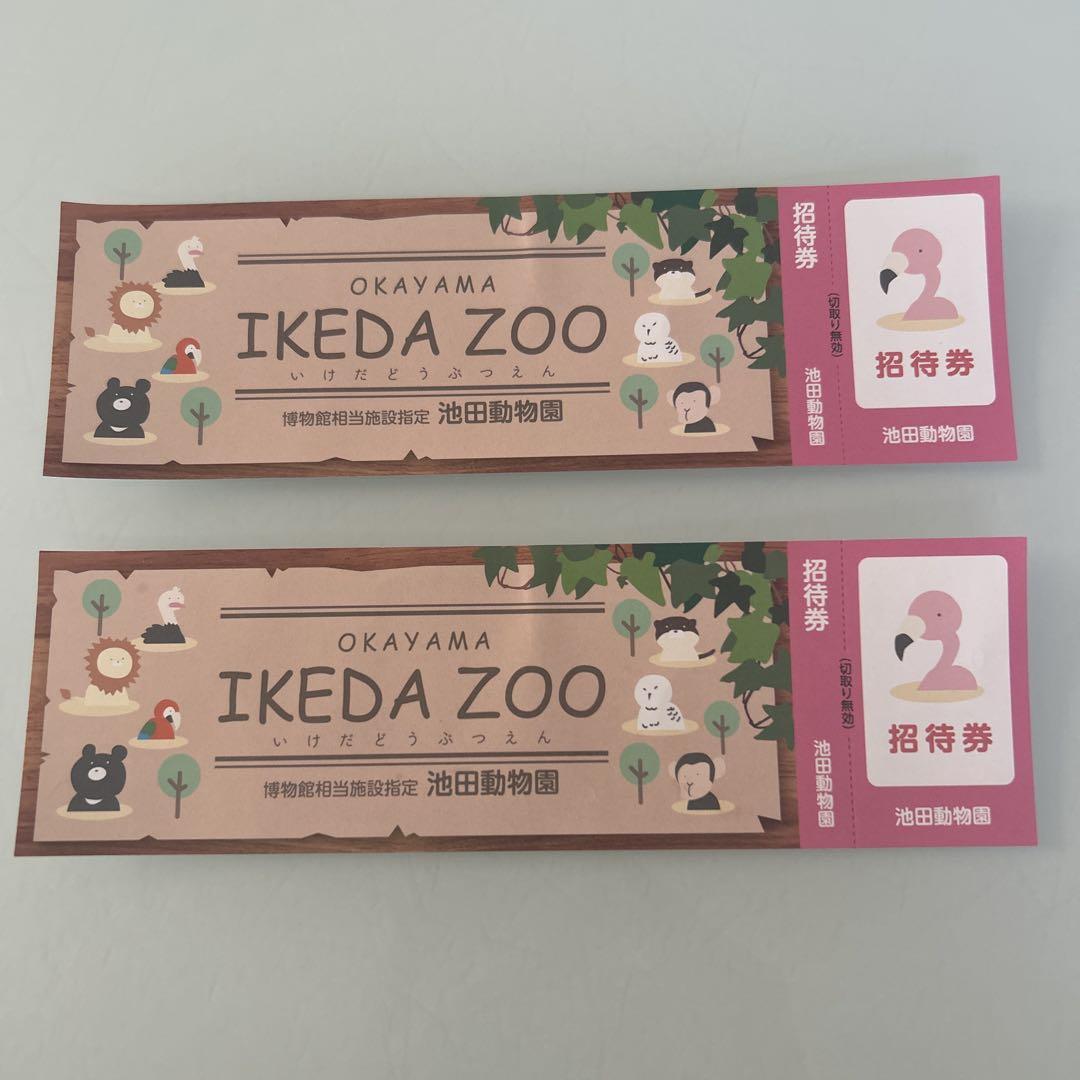 OKAYAMA
IKEDA ZOO
いけだどうぶつえん
博物館相当施設指定 池田動物園
招待券
(切取り無効)
池田動物園
招待券
池田動物園
OKAYAMA
IKEDA ZOO
いけだどうぶつえん
博物館相当施設指定 池田動物園
招待券
(切取り無効)
池田動物園
招待券
池田動物園